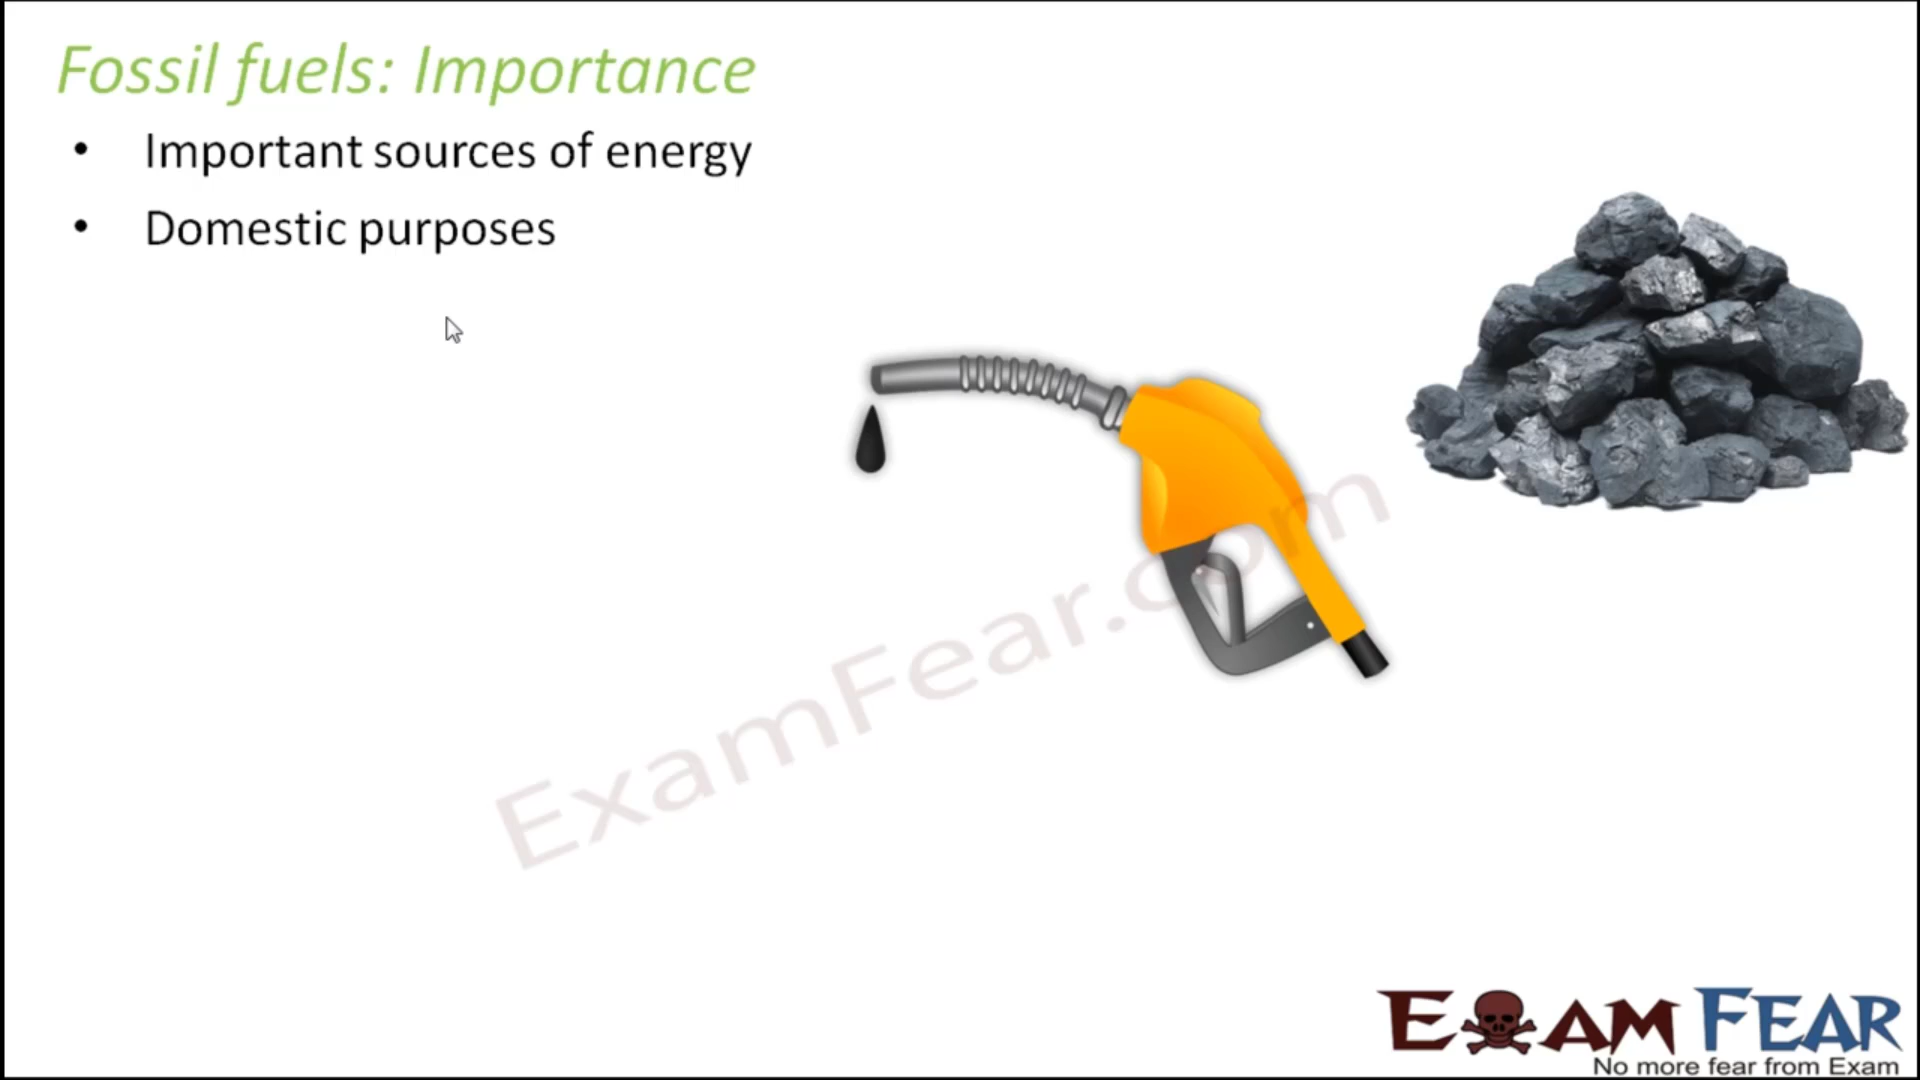 Fossil fuels: Importance
• Important sources of energy
• Domestic purposes
ExamFear.com
EXAM FEAR
No more fear from Exam